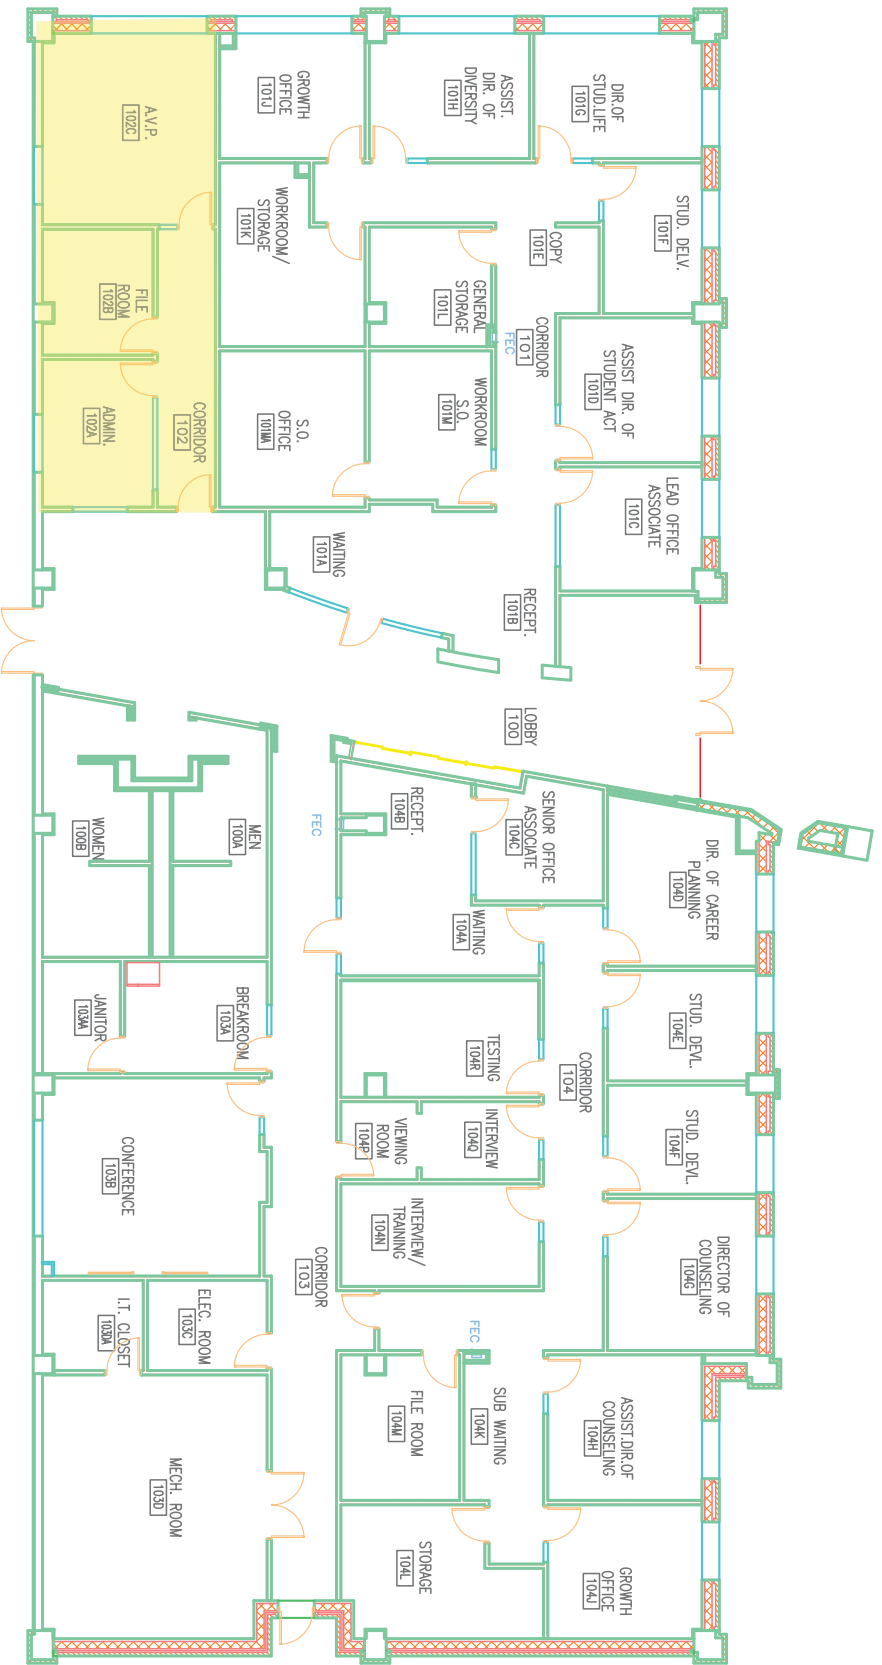 DIR.OF
STUD.LIFE
101G
ASSIST.
DIR. OF
DIVERSITY
101H
GROWTH
OFFICE
101J
A.V.P.
102C
STUD. DELV.
101F
COPY
101E
WORKROOM/
STORAGE
101K
GENERAL
STORAGE
101L
FEC
CORRIDOR
101
FILE
ROOM
102B
ASSIST DIR. OF
STUDENT ACT
101D
WORKROOM
S.O.
101M
S.O.
OFFICE
101MA
CORRIDOR
102
ADMIN.
102A
LEAD OFFICE
ASSOCIATE
101C
WAITING
101A
RECEPT.
101B
LOBBY
100
SENIOR OFFICE
ASSOCIATE
104C
RECEPT.
104B
FEC
MEN
100A
WOMEN
100B
DIR. OF CAREER
PLANNING
104D
WAITING
104A
BREAKROOM
103A
JANITOR
103AA
STUD. DEVL.
104E
TESTING
104R
CORRIDOR
104
STUD. DEVL.
104F
INTERVIEW
104Q
VIEWING
ROOM
104P
CONFERENCE
103B
DIRECTOR OF
COUNSELING
104G
INTERVIEW/
TRAINING
104N
CORRIDOR
103
ELEC. ROOM
103C
I.T. CLOSET
103DA
FEC
ASSIST.DIR.OF
COUNSELING
104H
SUB WAITING
104K
FILE ROOM
104M
MECH. ROOM
103D
GROWTH
OFFICE
104J
STORAGE
104L